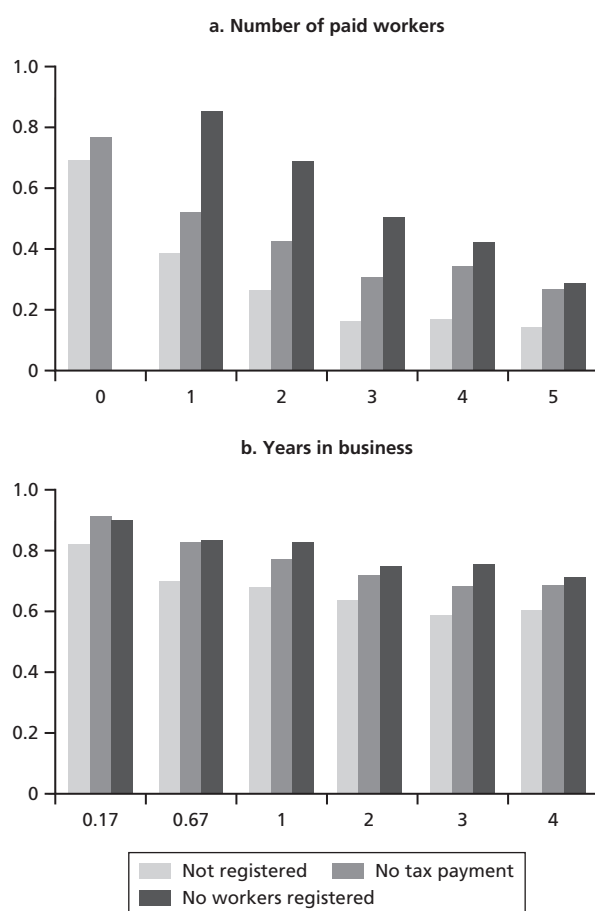 a. Number of paid workers
1.0
0.8
0.6
0.4
0.2
0
0 1 2 3 4 5
b. Years in business
1.0
0.8
0.6
0.4
0.2
0
0.17 0.67 1 2 3 4
Not registered No tax payment
No workers registered